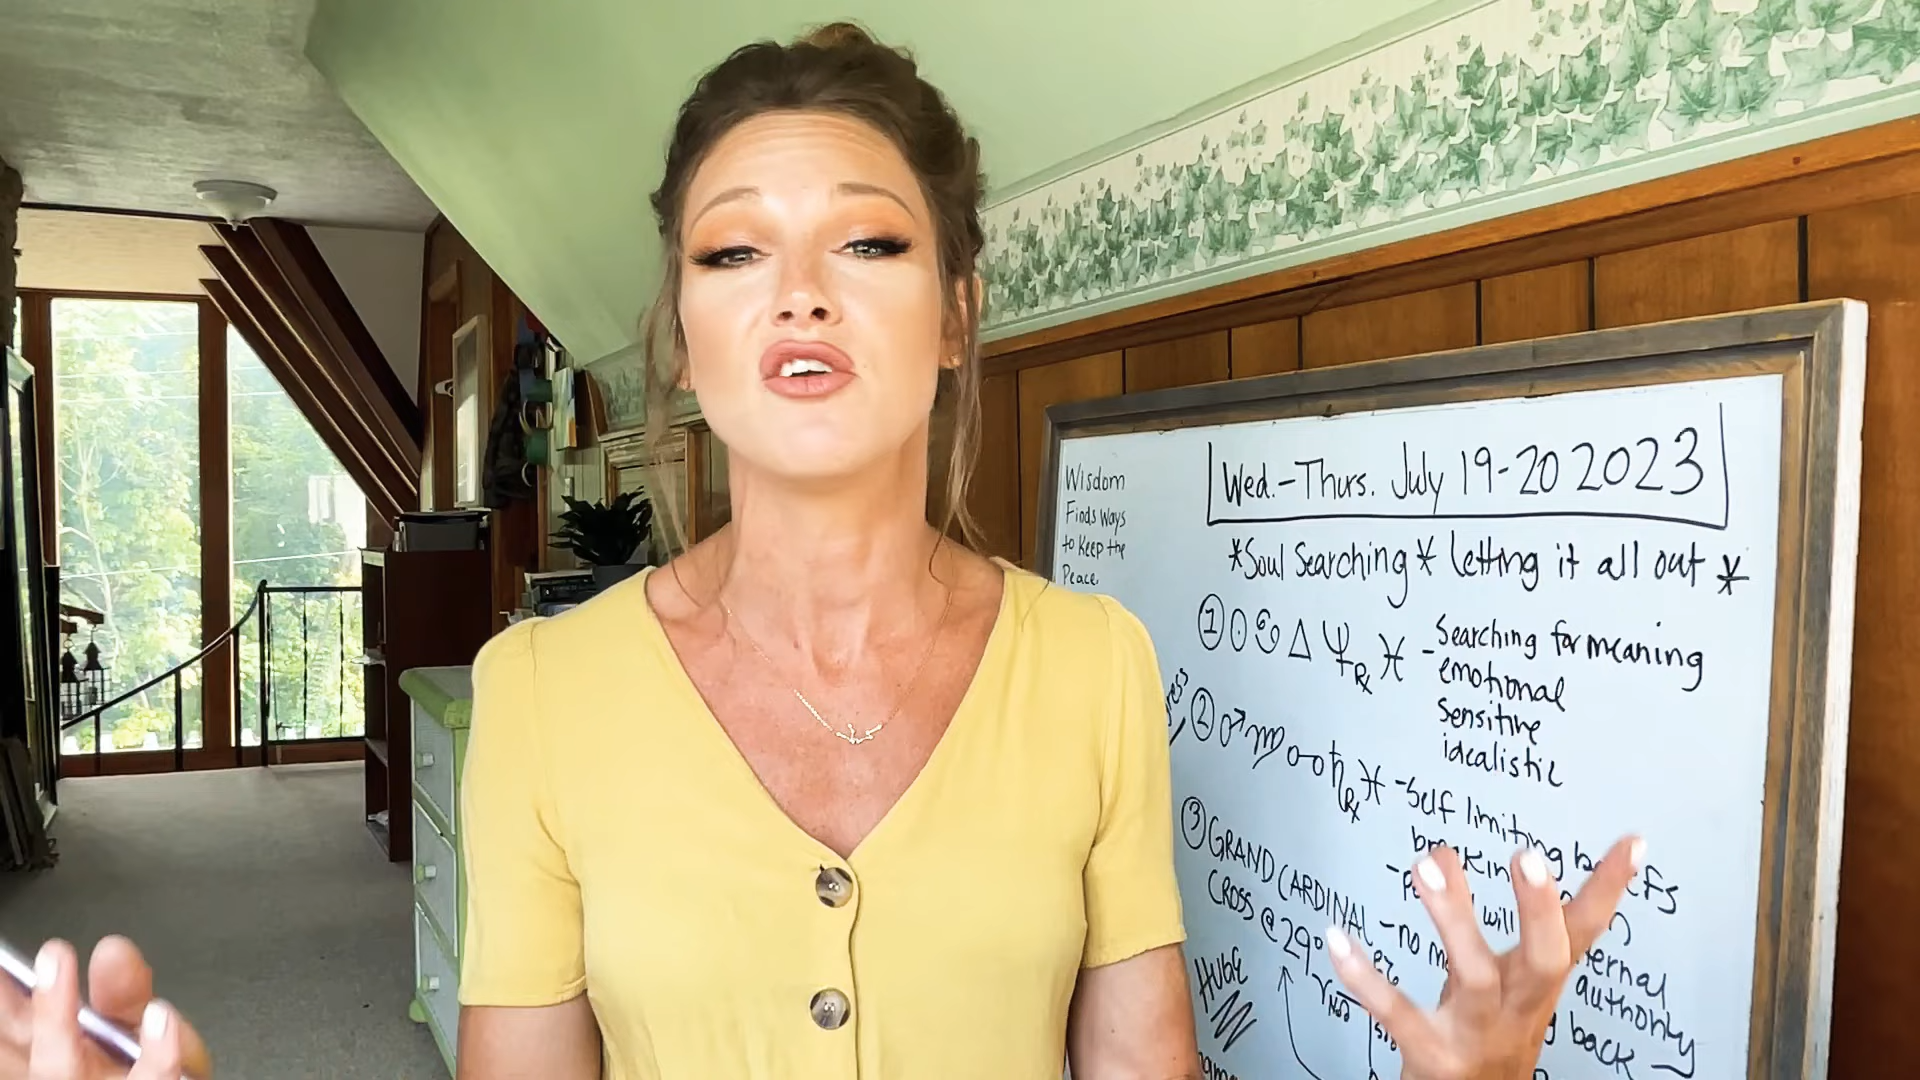 Wisdom
Finds Ways
to Keep the
Peace
Wed.-Thurs. July 19-20 2023
*Soul Searching * letting it all out *
① ☉ ♋ △ ♆℞ ♓ - Searching for meaning
emotional
Sensitive
idealistic
② ♂ ♍ ☍ ♄℞ ♓ - Self limiting beliefs
will
③ GRAND CARDINAL - no
CROSS @ 29°
authority
back
HUGE